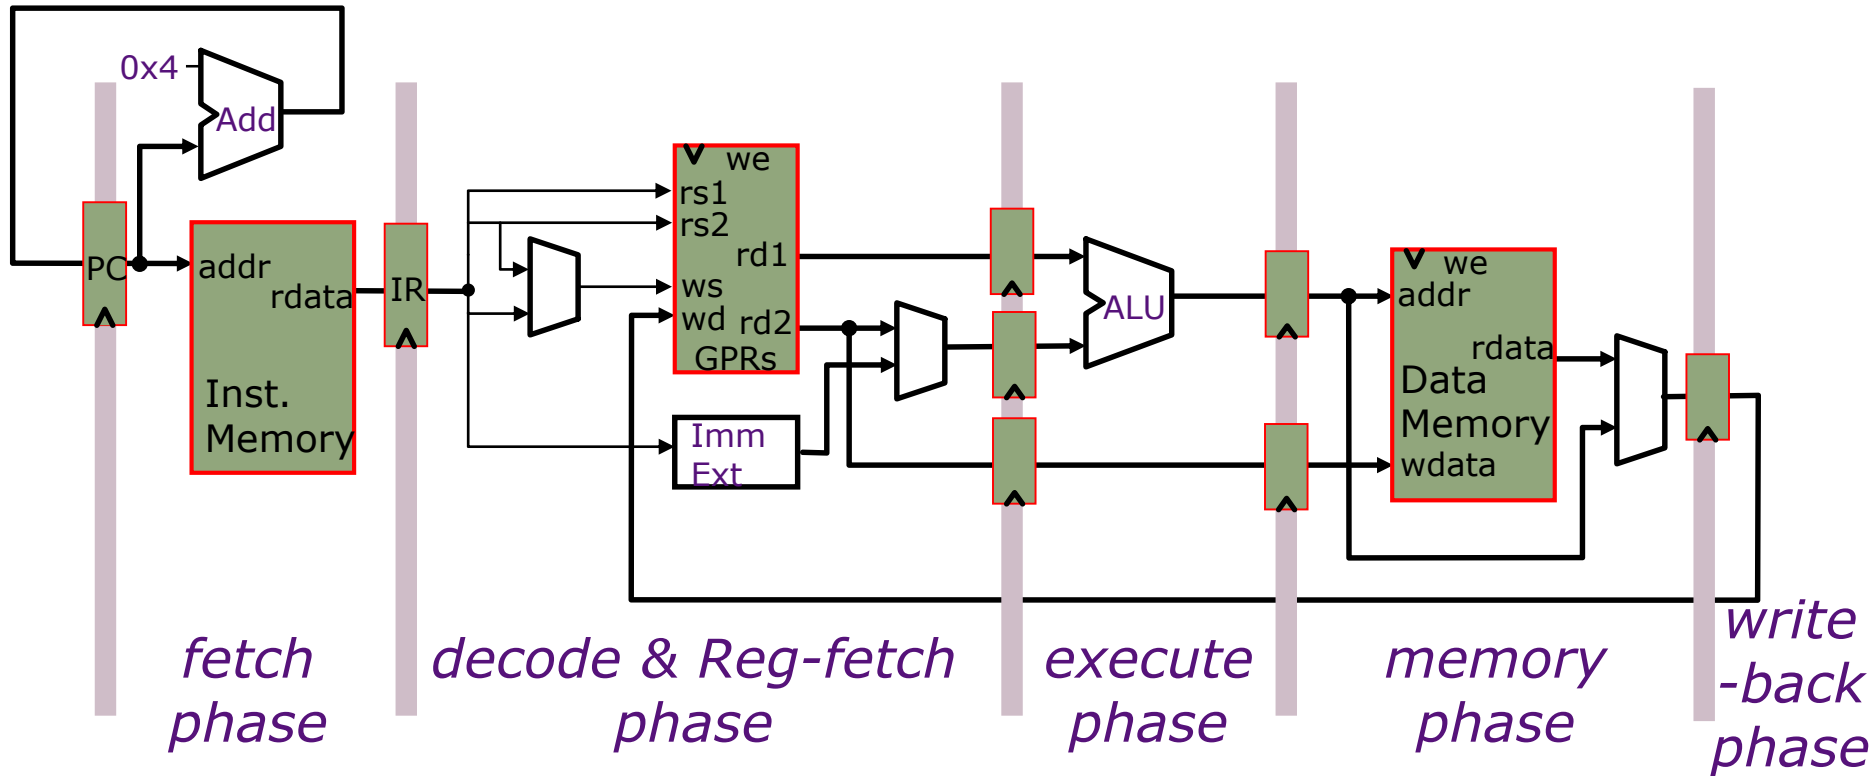 0x4
Add
PC
addr
rdata
Inst.
Memory
IR
we
rs1
rs2
rd1
ws
wd
rd2
GPRs
Imm
Ext
ALU
we
addr
rdata
Data
Memory
wdata
fetch
phase
decode & Reg-fetch
phase
execute
phase
memory
phase
write
-back
phase